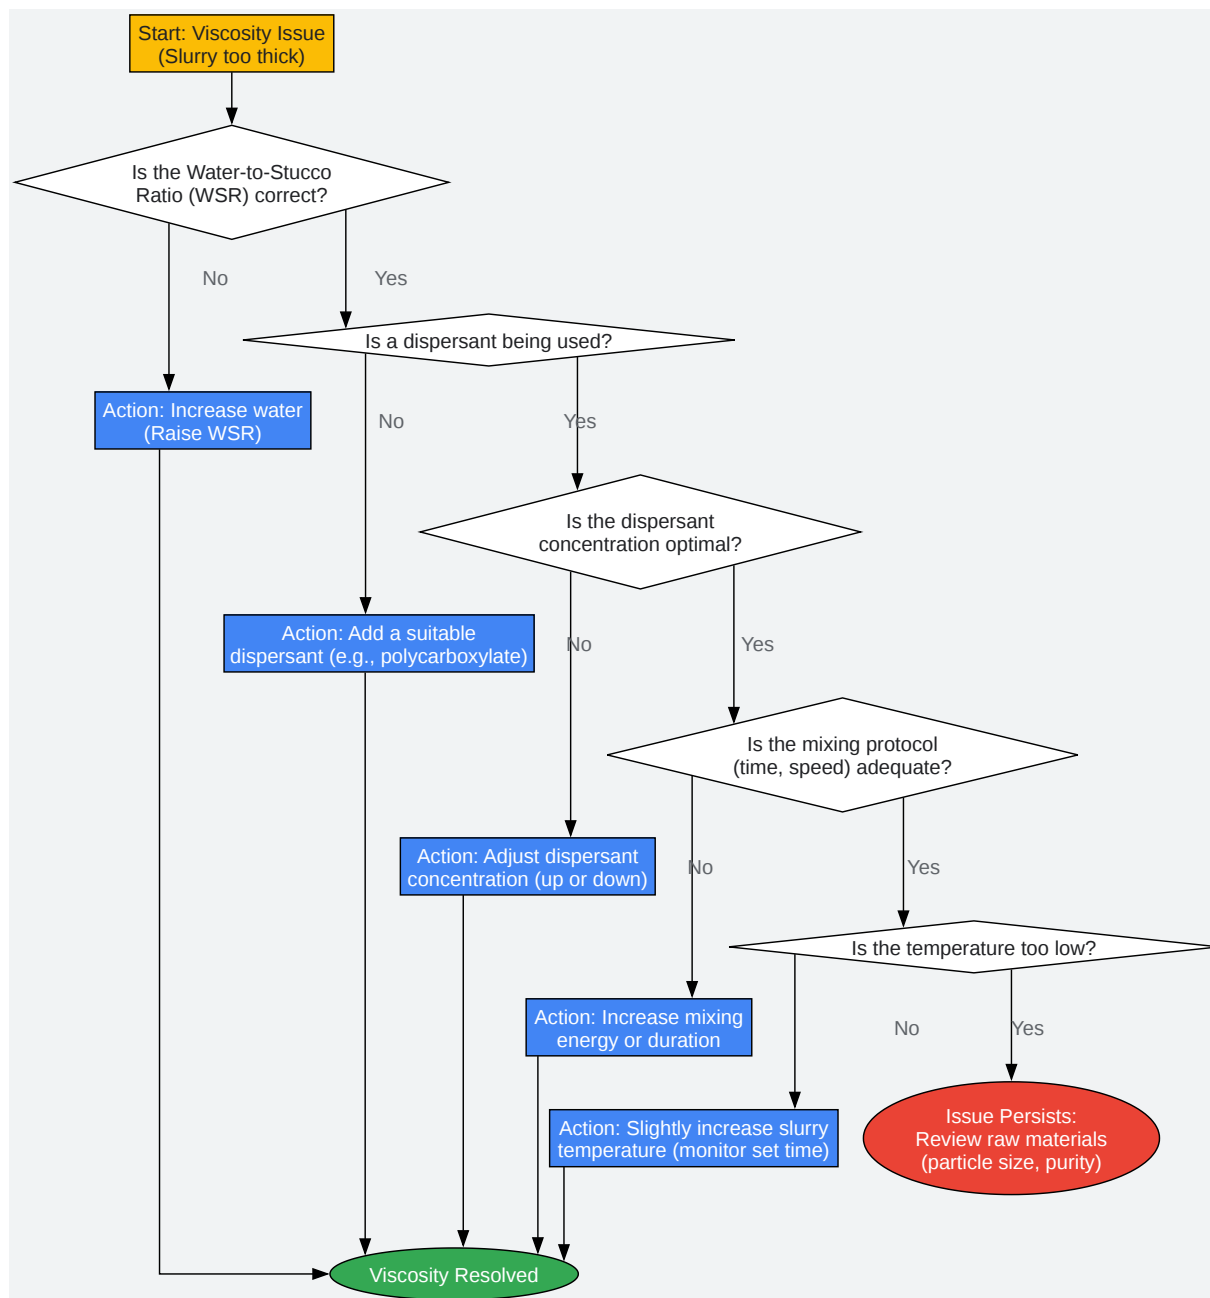 Start: Viscosity Issue
(Slurry too thick)
Is the Water-to-Stucco
Ratio (WSR) correct?
No
Yes
Is a dispersant being used?
Action: Increase water
(Raise WSR)
No
Yes
Is the dispersant
concentration optimal?
Action: Add a suitable
dispersant (e.g., polycarboxylate)
No
Yes
Is the mixing protocol
(time, speed) adequate?
Action: Adjust dispersant
concentration (up or down)
No
Yes
Is the temperature too low?
Action: Increase mixing
energy or duration
No
Yes
Action: Slightly increase slurry
temperature (monitor set time)
Issue Persists:
Review raw materials
(particle size, purity)
Viscosity Resolved